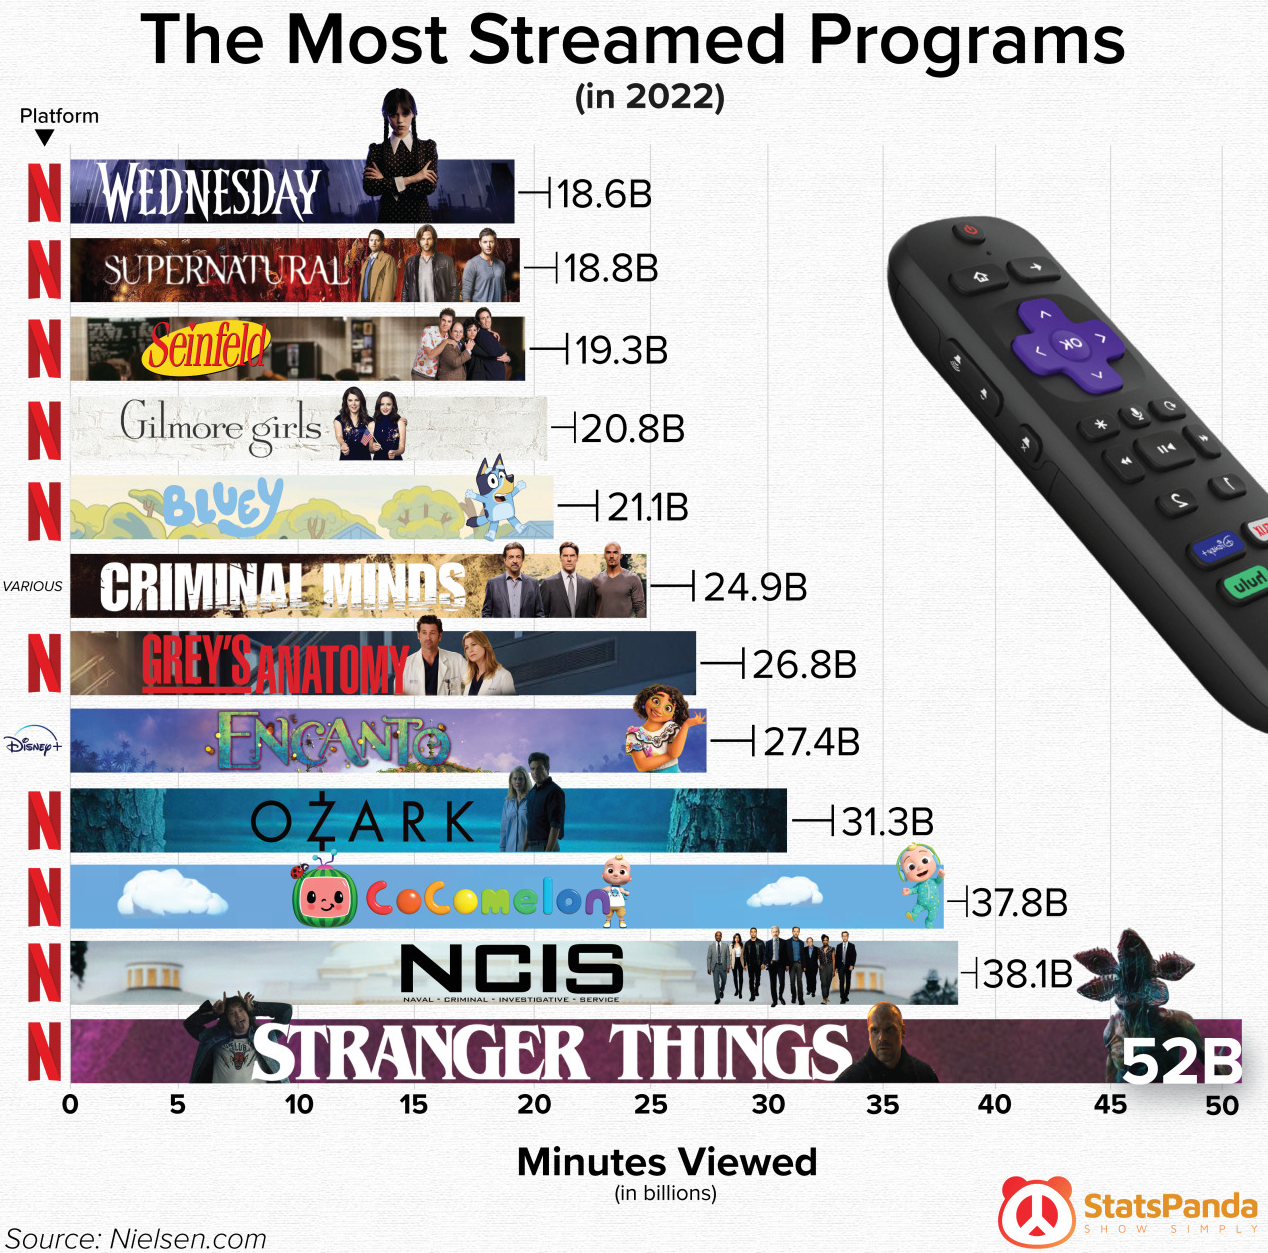 The Most Streamed Programs
(in 2022)
Platform
N
WEDNESDAY
18.6B
N
SUPERNATURAL
18.8B
N
Seinfeld
19.3B
N
Gilmore girls
20.8B
N
BLUEY
21.1B
VARIOUS
CRIMINAL MINDS
24.9B
N
GREY'S ANATOMY
26.8B
Disney+
ENCANTO
27.4B
N
OZARK
31.3B
N
CoComelon
37.8B
N
NCIS
NAVAL - CRIMINAL - INVESTIGATIVE - SERVICE
38.1B
N
STRANGER THINGS
52B
0 5 10 15 20 25 30 35 40 45 50
Minutes Viewed
(in billions)
OK
1
2
Disney+
hulu
StatsPanda
SHOW SIMPLY
Source: Nielsen.com